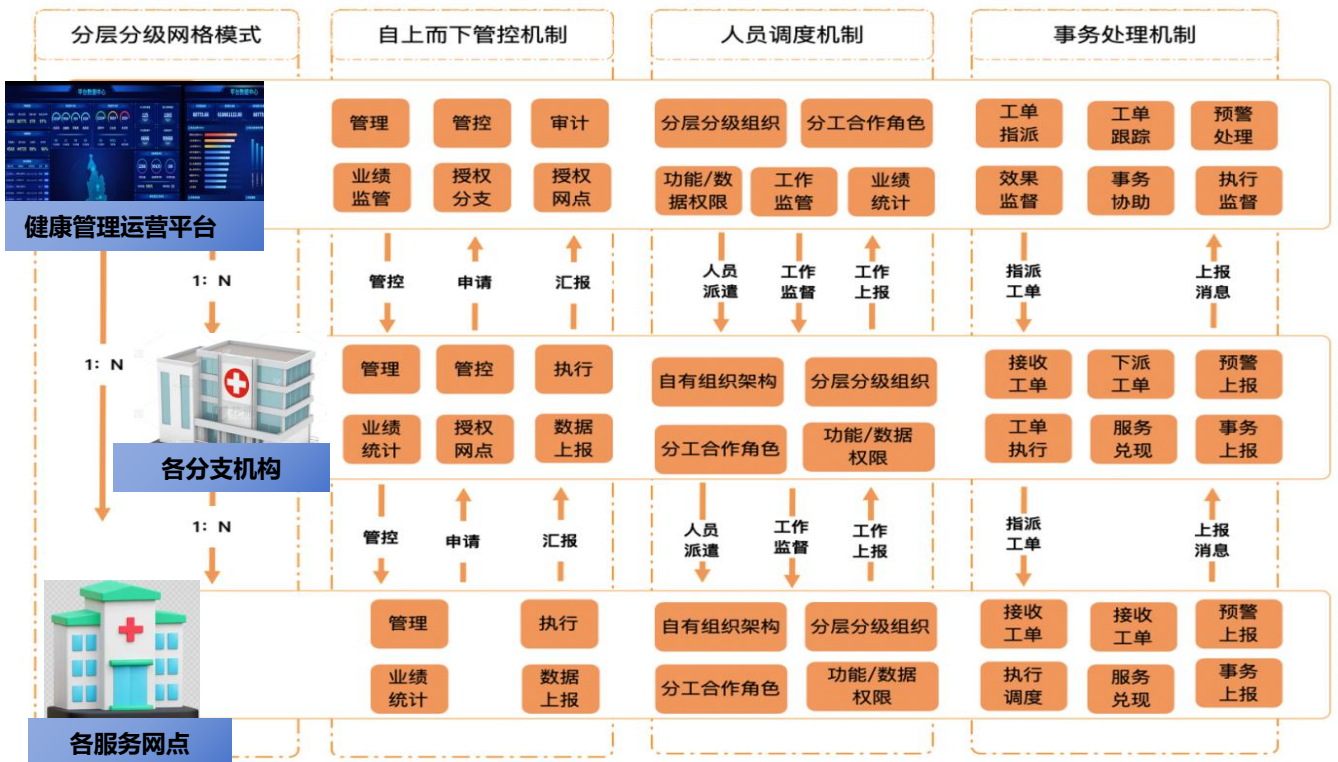 分层分级网格模式
自上而下管控机制
人员调度机制
事务处理机制
平台数据中心
健康管理运营平台
管理
管控
审计
业绩
监管
授权
分支
授权
网点
分层分级组织
分工合作角色
功能/数
据权限
工作
监管
业绩
统计
工单
指派
工单
跟踪
预警
处理
效果
监督
事务
协助
执行
监督
1: N
1: N
管控
申请
汇报
人员
派遣
工作
监督
工作
上报
指派
工单
上报
消息
各分支机构
管理
管控
执行
业绩
统计
授权
网点
数据
上报
自有组织架构
分层分级组织
分工合作角色
功能/数据
权限
接收
工单
下派
工单
预警
上报
工单
执行
服务
兑现
事务
上报
1: N
管控
申请
汇报
人员
派遣
工作
监督
工作
上报
指派
工单
上报
消息
各服务网点
管理
执行
业绩
统计
数据
上报
自有组织架构
分层分级组织
分工合作角色
功能/数据
权限
接收
工单
接收
工单
预警
上报
执行
调度
服务
兑现
事务
上报